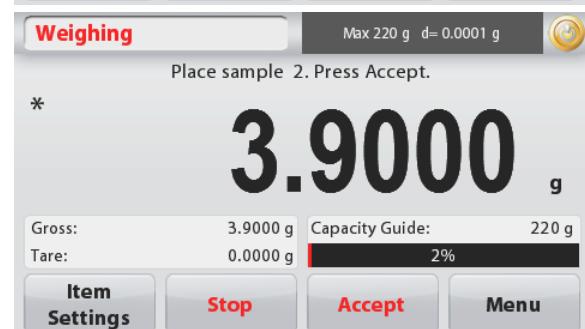 Weighing
Max 220 g d= 0.0001 g
Place sample 2. Press Accept.
*
3.9000 g
Gross: 3.9000 g
Capacity Guide: 220 g
Tare: 0.0000 g
2%
Item
Settings
Stop
Accept
Menu